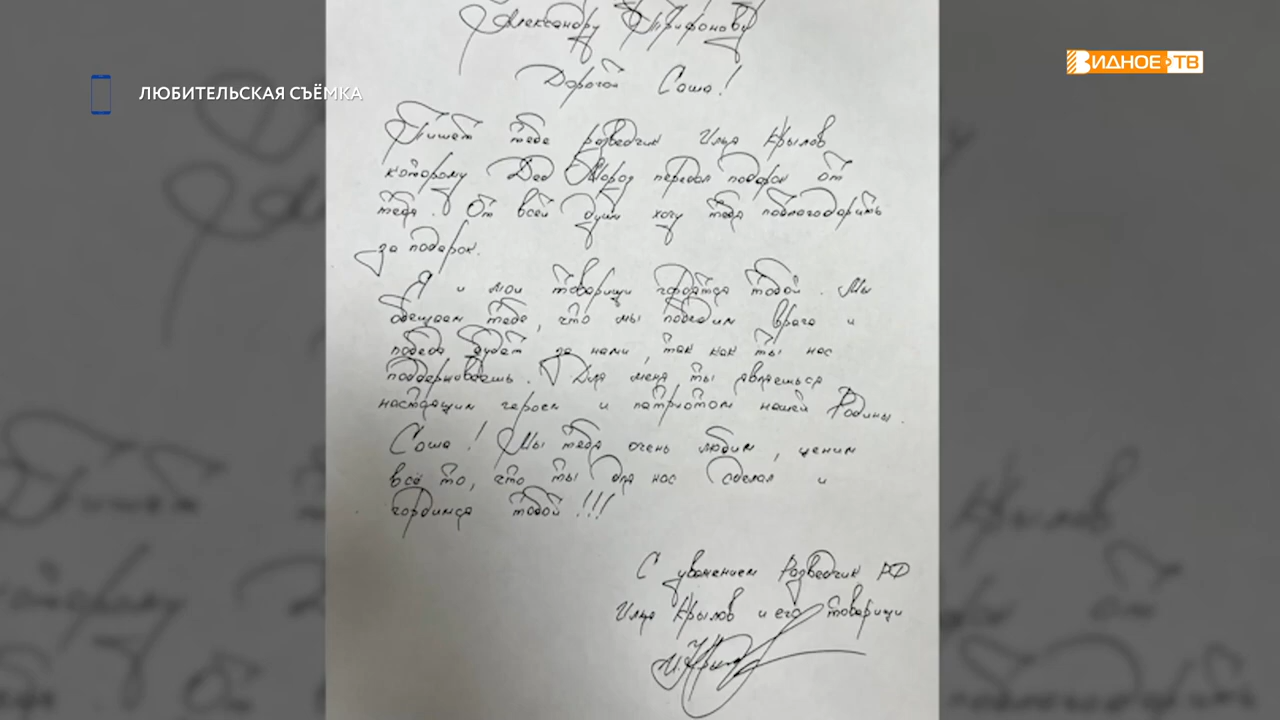 Александру Трифонову
ВИДНОЕ-ТВ
ЛЮБИТЕЛЬСКАЯ СЪЁМКА
Дорогой Саша!
Пишет тебе разведчик Илья Крылов
которому Дед Мороз передал подарок от
тебя. От всей души хочу тебя поблагодарить
за подарок.
Я и мои товарищи гордятся тобой. Мы
обещаем тебе, что мы победим врага и
победа будет за нами, так как ты нас
поддерживаешь. Для меня ты являешься
настоящим героем и патриотом нашей Родины.
Саша! Мы тебя очень любим, ценим
всё то, что ты для нас сделал и
гордимся тобой!!!
С уважением Разведчик РФ
Илья Крылов и его товарищи